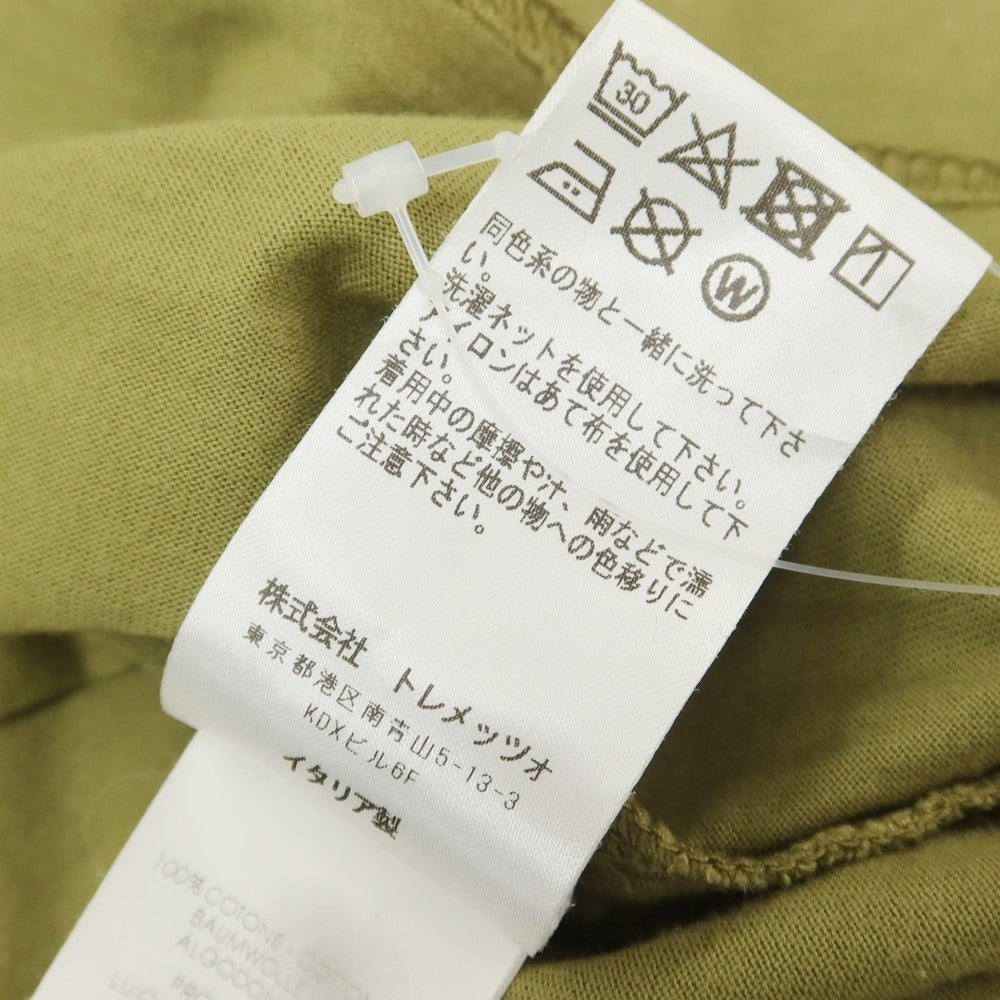 30
W
同色系の物と一緒に洗って下さ
い。
洗濯ネットを使用して下さい。
アイロンはあて布を使用して下
さい。
着用中の摩擦や汗、雨などで濡
れた時など他の物への色移りに
ご注意下さい。
株式会社 トレメッツオ
東京都港区南青山5-13-3
KDXビル6F
イタリア製
100% COTONE - COTTON
BAUMWOLLE
ALGODON